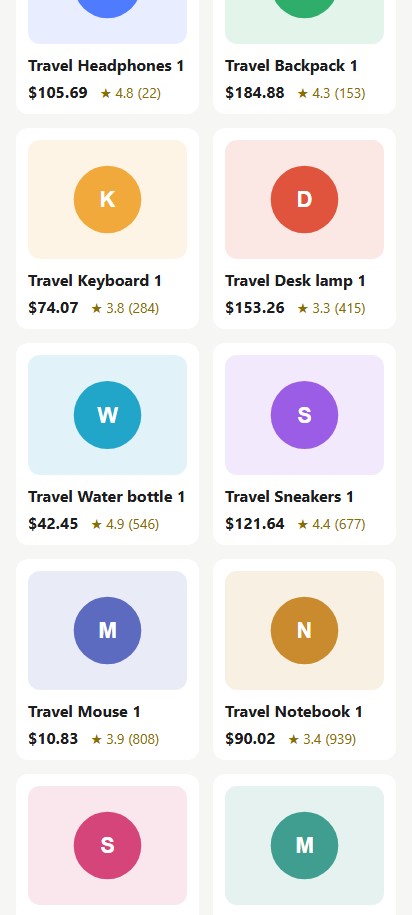 Travel Headphones 1
$105.69 ★ 4.8 (22)
Travel Backpack 1
$184.88 ★ 4.3 (153)
K
Travel Keyboard 1
$74.07 ★ 3.8 (284)
D
Travel Desk lamp 1
$153.26 ★ 3.3 (415)
W
Travel Water bottle 1
$42.45 ★ 4.9 (546)
S
Travel Sneakers 1
$121.64 ★ 4.4 (677)
M
Travel Mouse 1
$10.83 ★ 3.9 (808)
N
Travel Notebook 1
$90.02 ★ 3.4 (939)
S
M